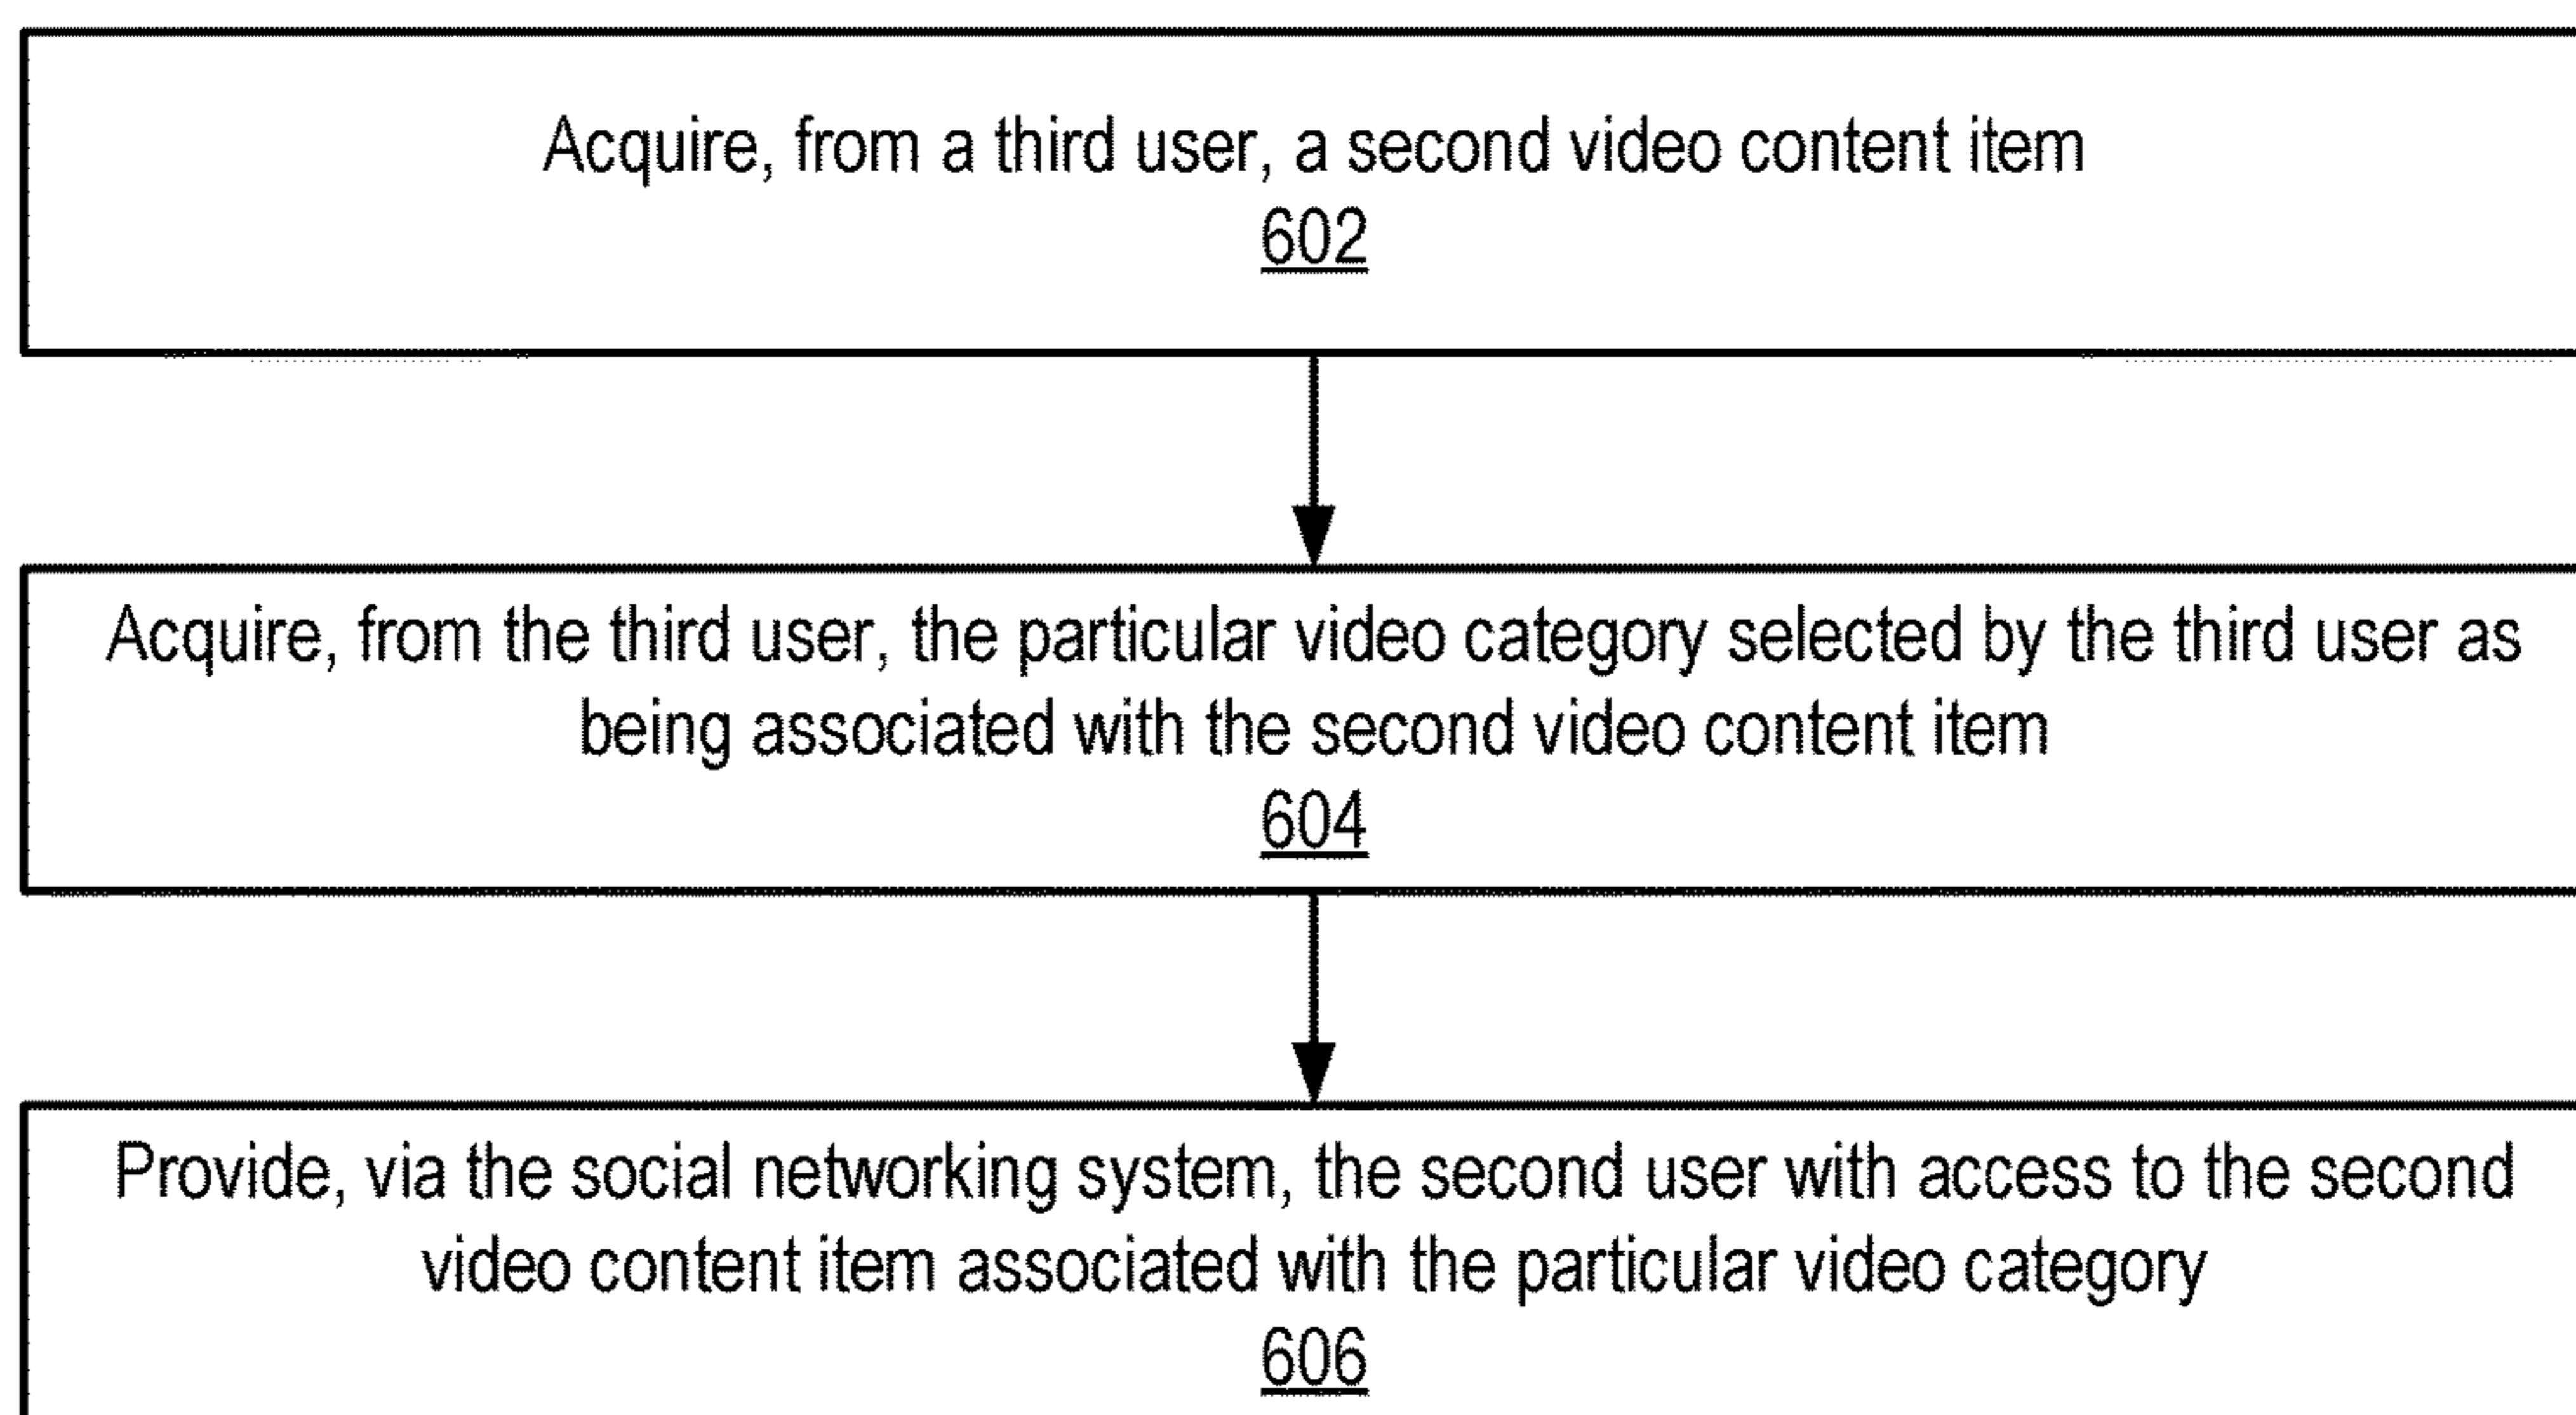 Acquire, from a third user, a second video content item
602
Acquire, from the third user, the particular video category selected by the third user as
being associated with the second video content item
604
Provide, via the social networking system, the second user with access to the second
video content item associated with the particular video category
606